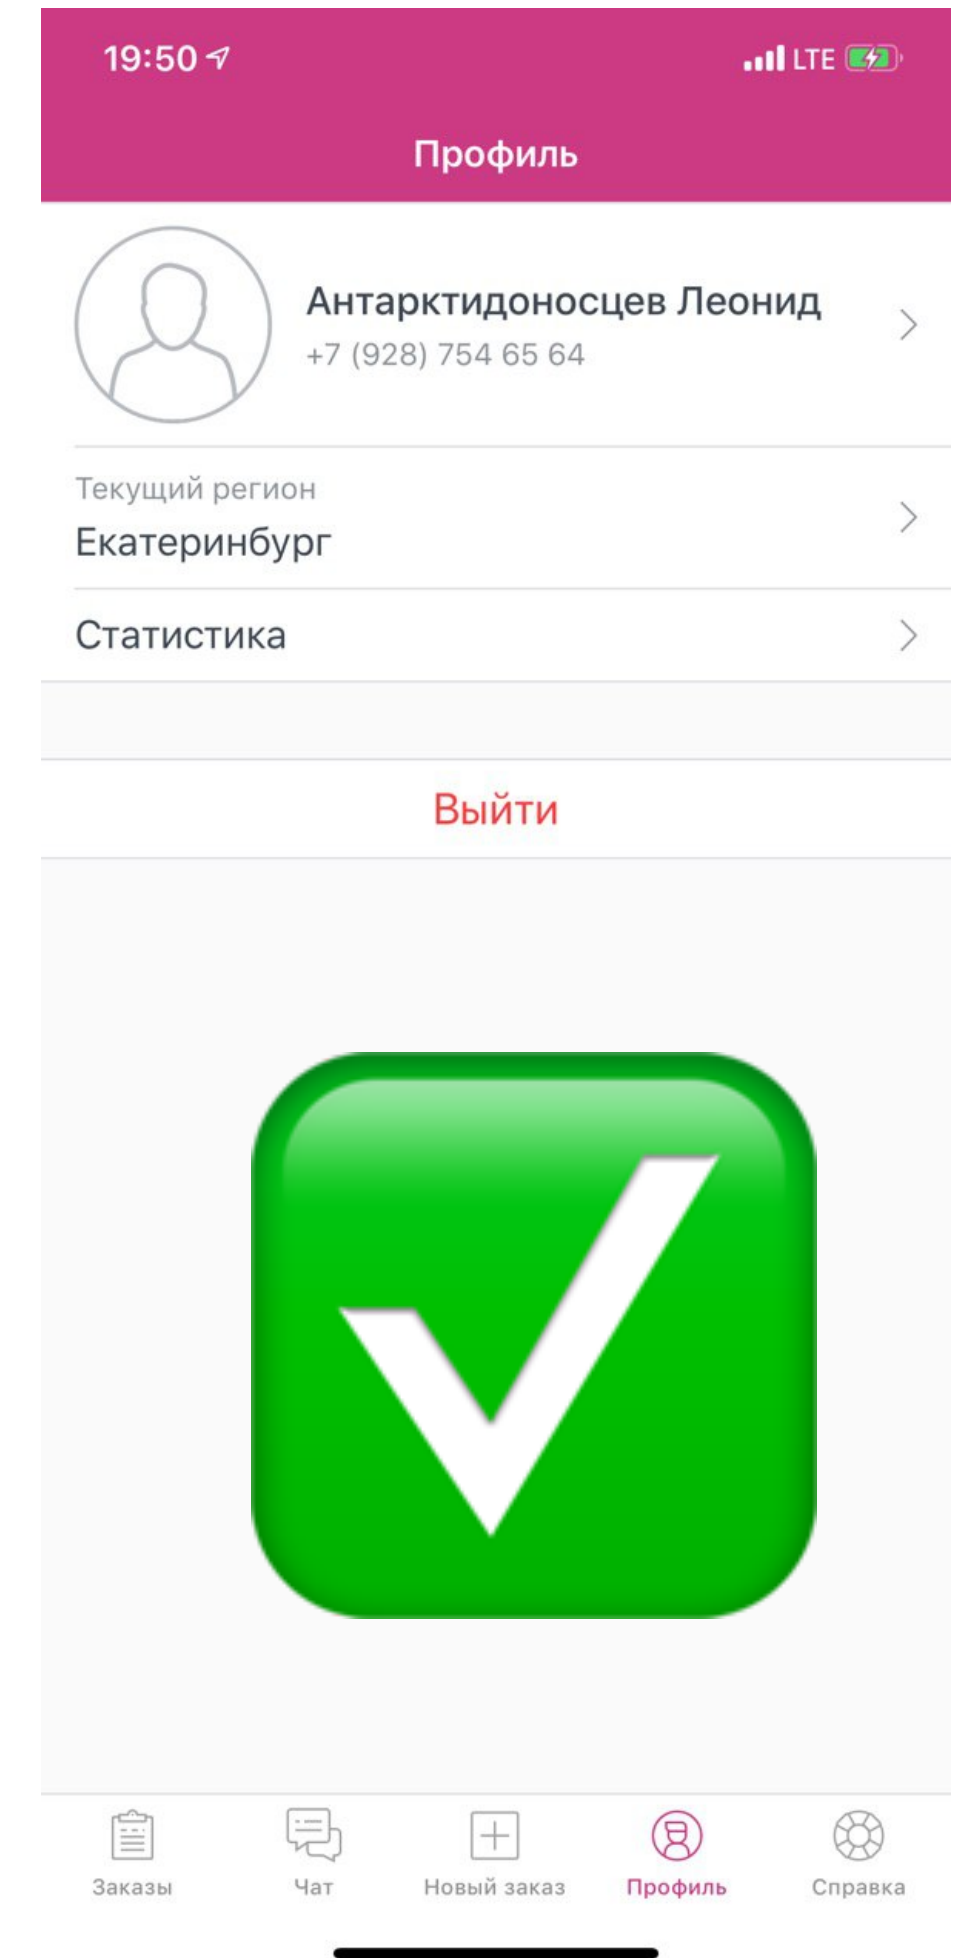 19:50 LTE
Профиль
Антарктидоносцев Леонид
+7 (928) 754 65 64
Текущий регион
Екатеринбург
Статистика
Выйти
Заказы Чат Новый заказ Профиль Справка